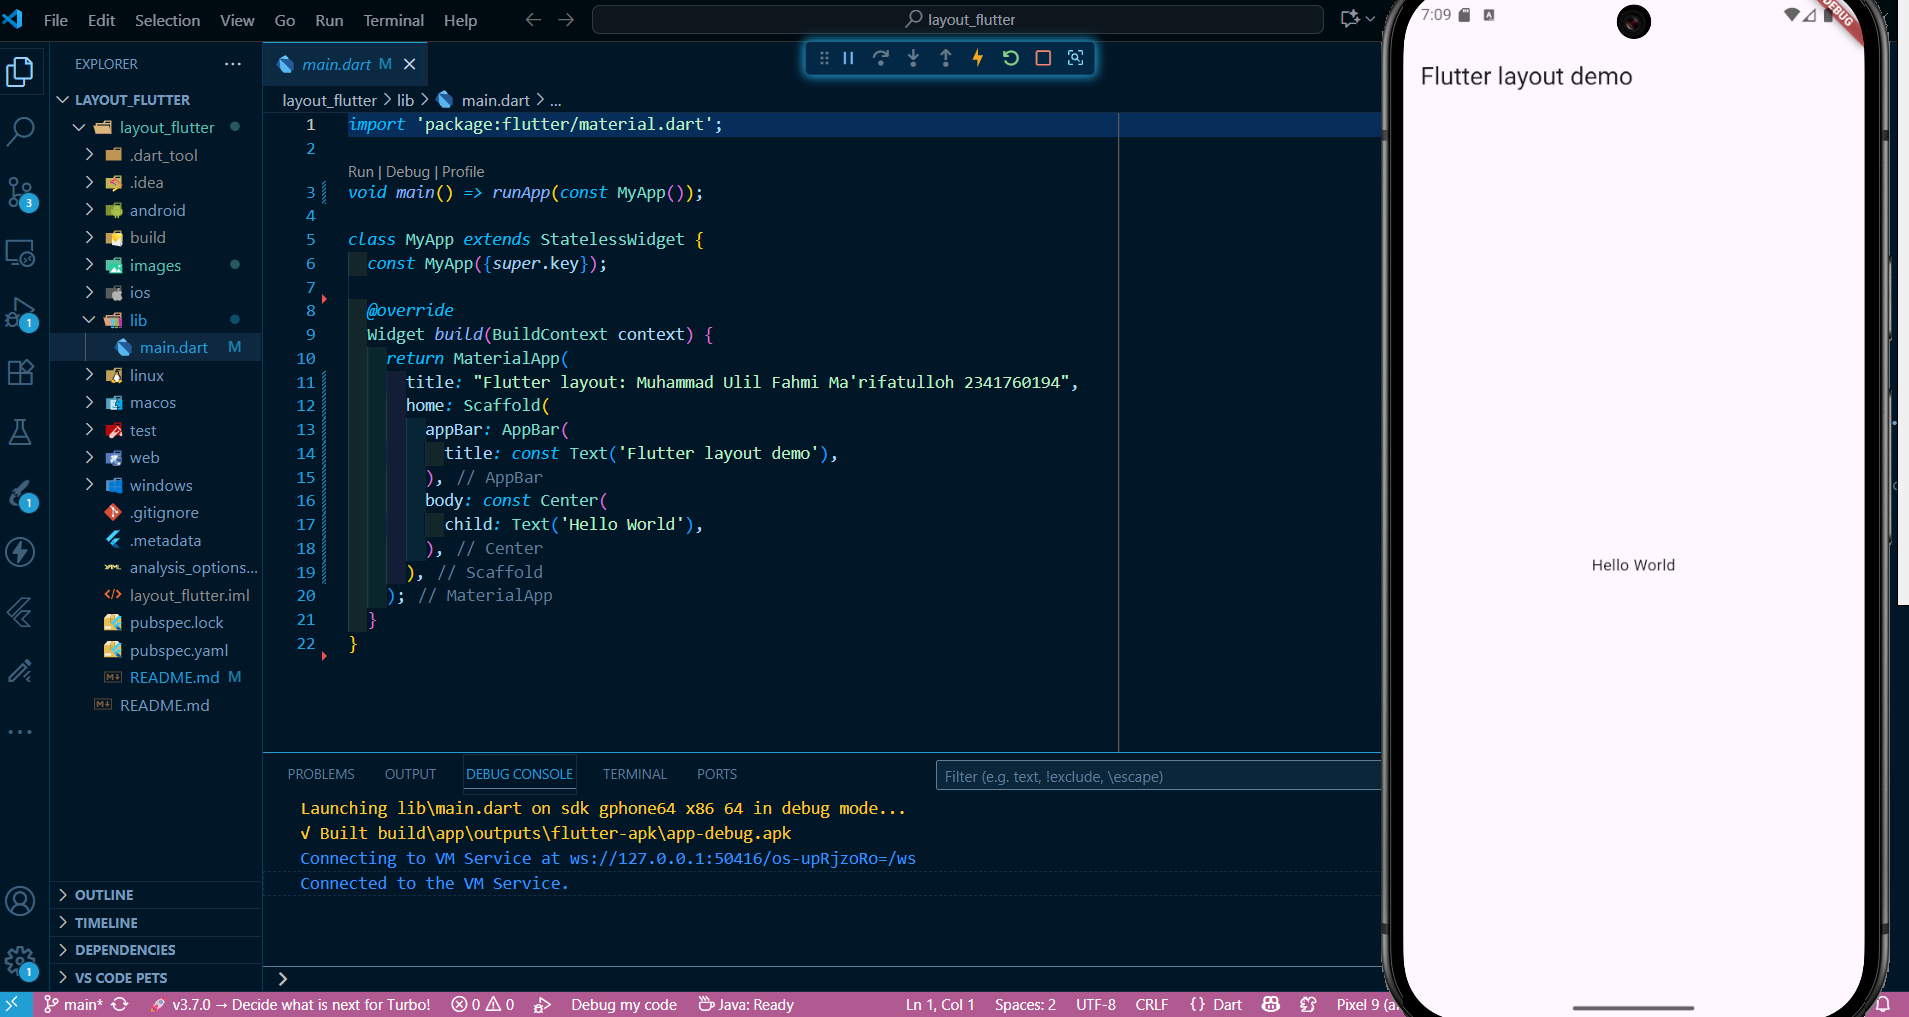 File Edit Selection View Go Run Terminal Help
layout_flutter
EXPLORER
LAYOUT_FLUTTER
layout_flutter
.dart_tool
.idea
android
build
images
ios
lib
main.dart M
linux
macos
test
web
windows
.gitignore
.metadata
analysis_options...
layout_flutter.iml
pubspec.lock
pubspec.yaml
README.md M
README.md
OUTLINE
TIMELINE
DEPENDENCIES
VS CODE PETS
3
1
1
1
main.dart M
layout_flutter > lib > main.dart > ...
1 import 'package:flutter/material.dart';
2
Run | Debug | Profile
3 void main() => runApp(const MyApp());
4
5 class MyApp extends StatelessWidget {
6 const MyApp({super.key});
7
8 @override
9 Widget build(BuildContext context) {
10 return MaterialApp(
11 title: "Flutter layout: Muhammad Ulil Fahmi Ma'rifatulloh 2341760194",
12 home: Scaffold(
13 appBar: AppBar(
14 title: const Text('Flutter layout demo'),
15 ), // AppBar
16 body: const Center(
17 child: Text('Hello World'),
18 ), // Center
19 ), // Scaffold
20 ); // MaterialApp
21 }
22 }
PROBLEMS OUTPUT DEBUG CONSOLE TERMINAL PORTS
Filter (e.g. text, !exclude, \escape)
Launching lib\main.dart on sdk gphone64 x86 64 in debug mode...
√ Built build\app\outputs\flutter-apk\app-debug.apk
Connecting to VM Service at ws://127.0.0.1:50416/os-upRjzoRo=/ws
Connected to the VM Service.
main* v3.7.0 → Decide what is next for Turbo! 0 0 Debug my code Java: Ready Ln 1, Col 1 Spaces: 2 UTF-8 CRLF {} Dart Pixel 9 (a
7:09
DEBUG
Flutter layout demo
Hello World